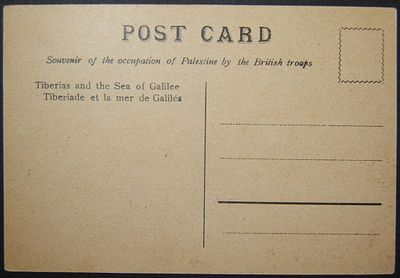 POST CARD
Souvenir of the occupation of Palestine by the British troops
Tiberias and the Sea of Galilee
Tiberiade et la mer de Galilés